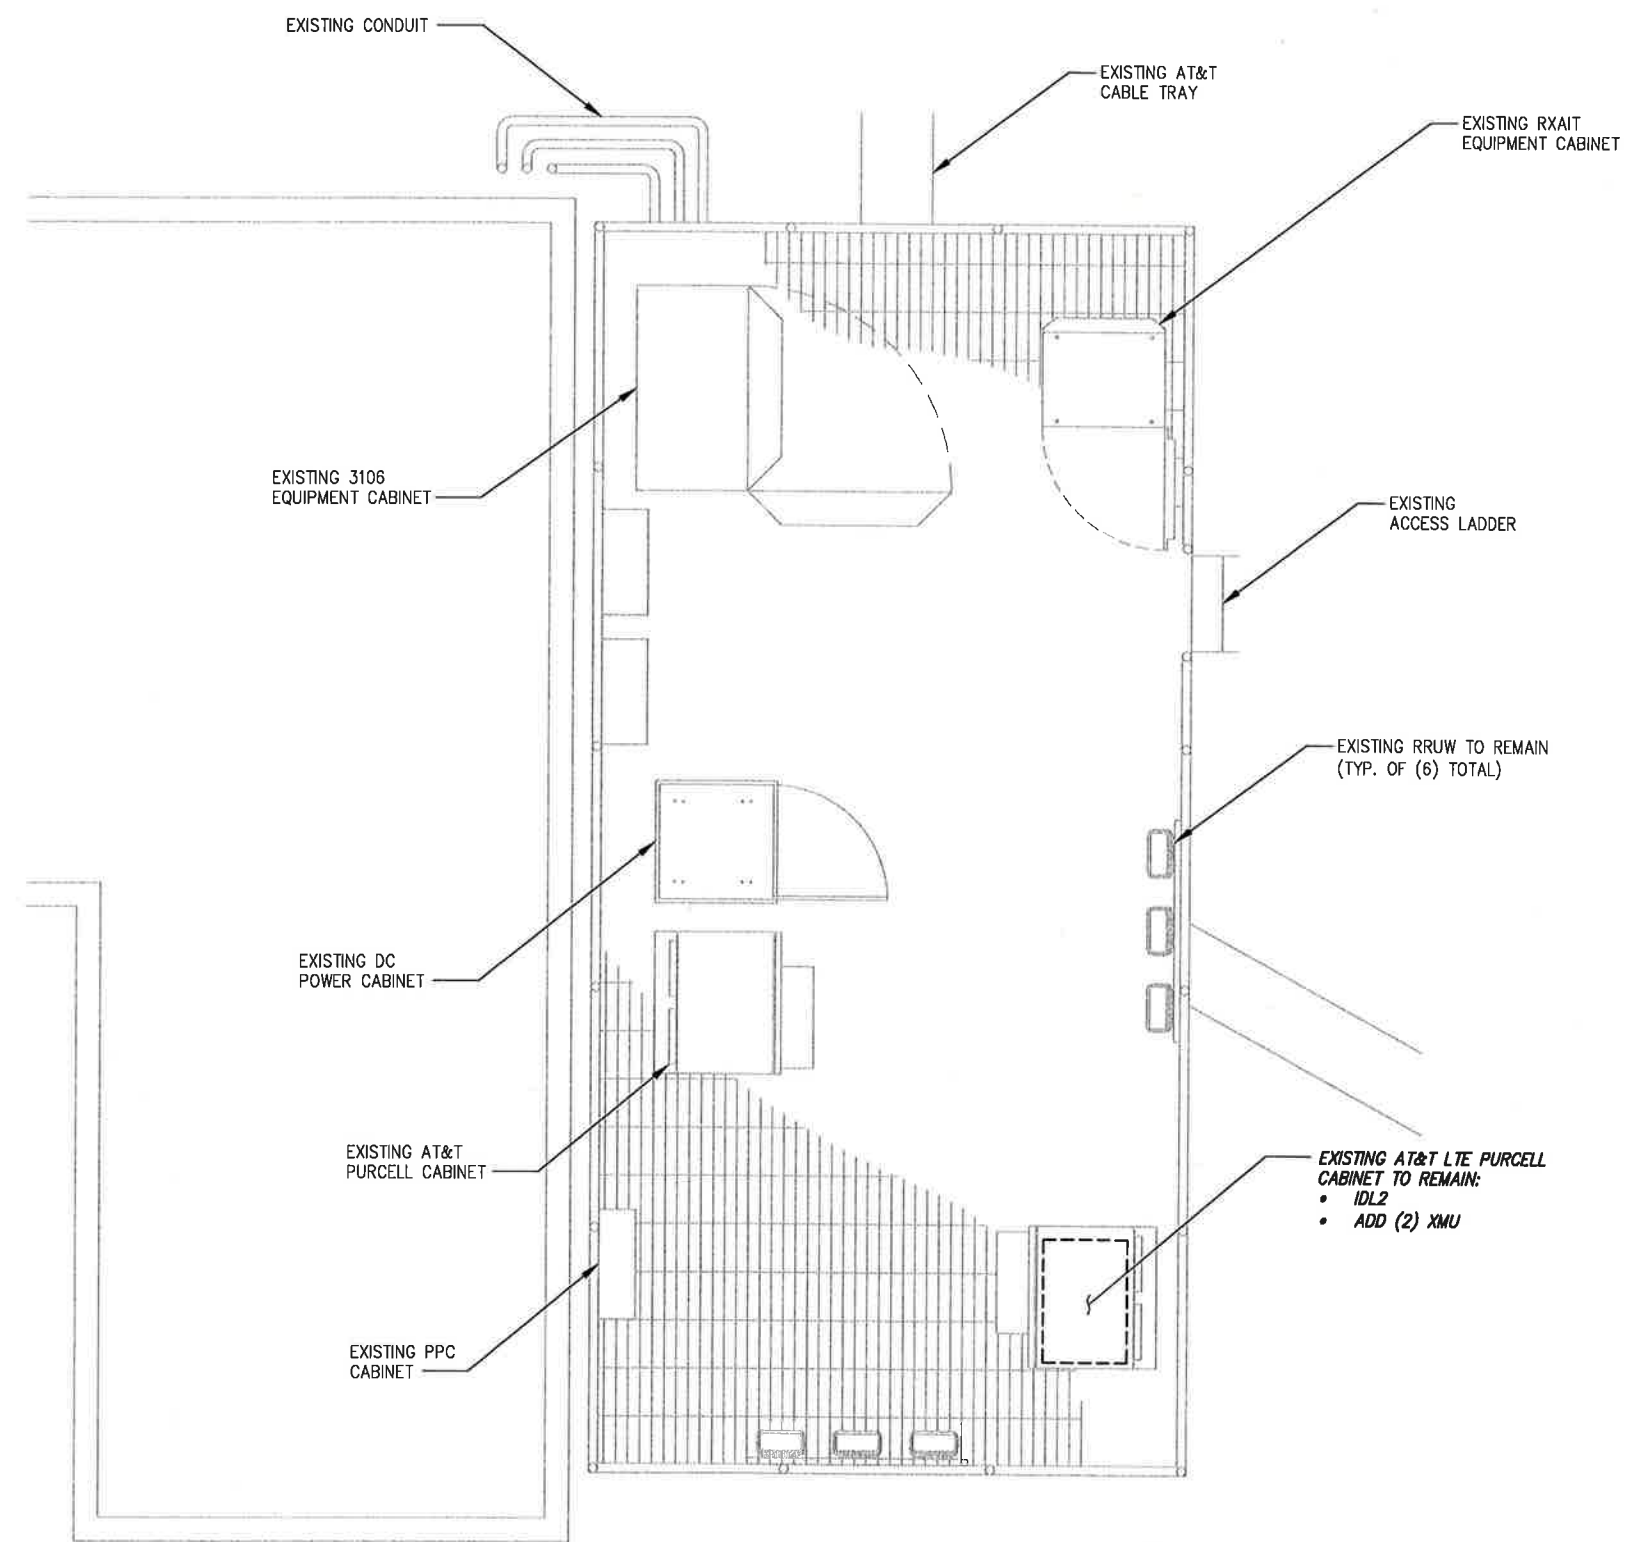 EXISTING CONDUIT
EXISTING AT&T
CABLE TRAY
EXISTING RXAIT
EQUIPMENT CABINET
EXISTING 3106
EQUIPMENT CABINET
EXISTING
ACCESS LADDER
EXISTING RRUW TO REMAIN
(TYP. OF (6) TOTAL)
EXISTING DC
POWER CABINET
EXISTING AT&T
PURCELL CABINET
EXISTING AT&T LTE PURCELL
CABINET TO REMAIN:
• IDL2
• ADD (2) XMU
EXISTING PPC
CABINET